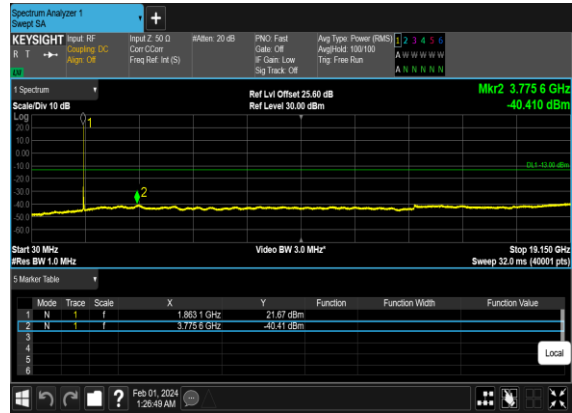 Spectrum Analyzer 1
Swept SA
KEYSIGHT
R T
Input: RF
Coupling: DC
Align: Off
Input Z: 50 Ω
Corr CCorr
Freq Ref: Int (S)
#Atten: 20 dB
PNO: Fast
Gate: Off
IF Gain: Low
Sig Track: Off
Avg Type: Power (RMS)
Avg|Hold: 100/100
Trig: Free Run
1 2 3 4 5 6
A W W W W W
A N N N N N
1 Spectrum
Scale/Div 10 dB
Ref Lvl Offset 25.60 dB
Ref Level 30.00 dBm
Mkr2 3.775 6 GHz
-40.410 dBm
Log
20.0
10.0
0.00
-10.0
-20.0
-30.0
-40.0
-50.0
-60.0
1
2
DL1 -13.00 dBm
Start 30 MHz
#Res BW 1.0 MHz
Video BW 3.0 MHz*
Stop 19.150 GHz
Sweep 32.0 ms (40001 pts)
5 Marker Table
Mode Trace Scale X Y Function Function Width Function Value
1 N 1 f 1.863 1 GHz 21.67 dBm
2 N 1 f 3.775 6 GHz -40.41 dBm
3
4
5
6
Local
?
Feb 01, 2024
1:26:49 AM